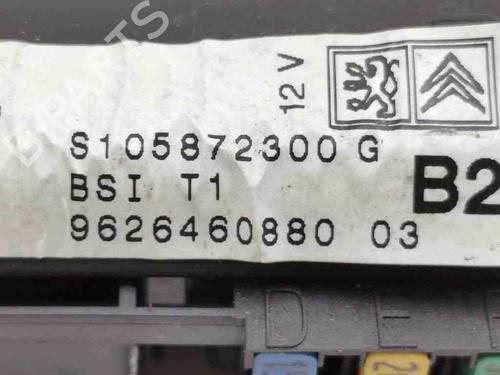 12 V
S105872300 G
BSI T1
B2
9626460880 03
D E F